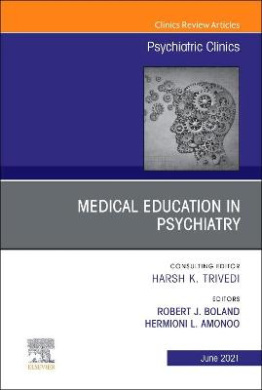 Clinics Review Articles
Psychiatric Clinics
MEDICAL EDUCATION IN
PSYCHIATRY
CONSULTING EDITOR
HARSH K. TRIVEDI
EDITORS
ROBERT J. BOLAND
HERMIONI L. AMONOO
ELSEVIER
June 2021